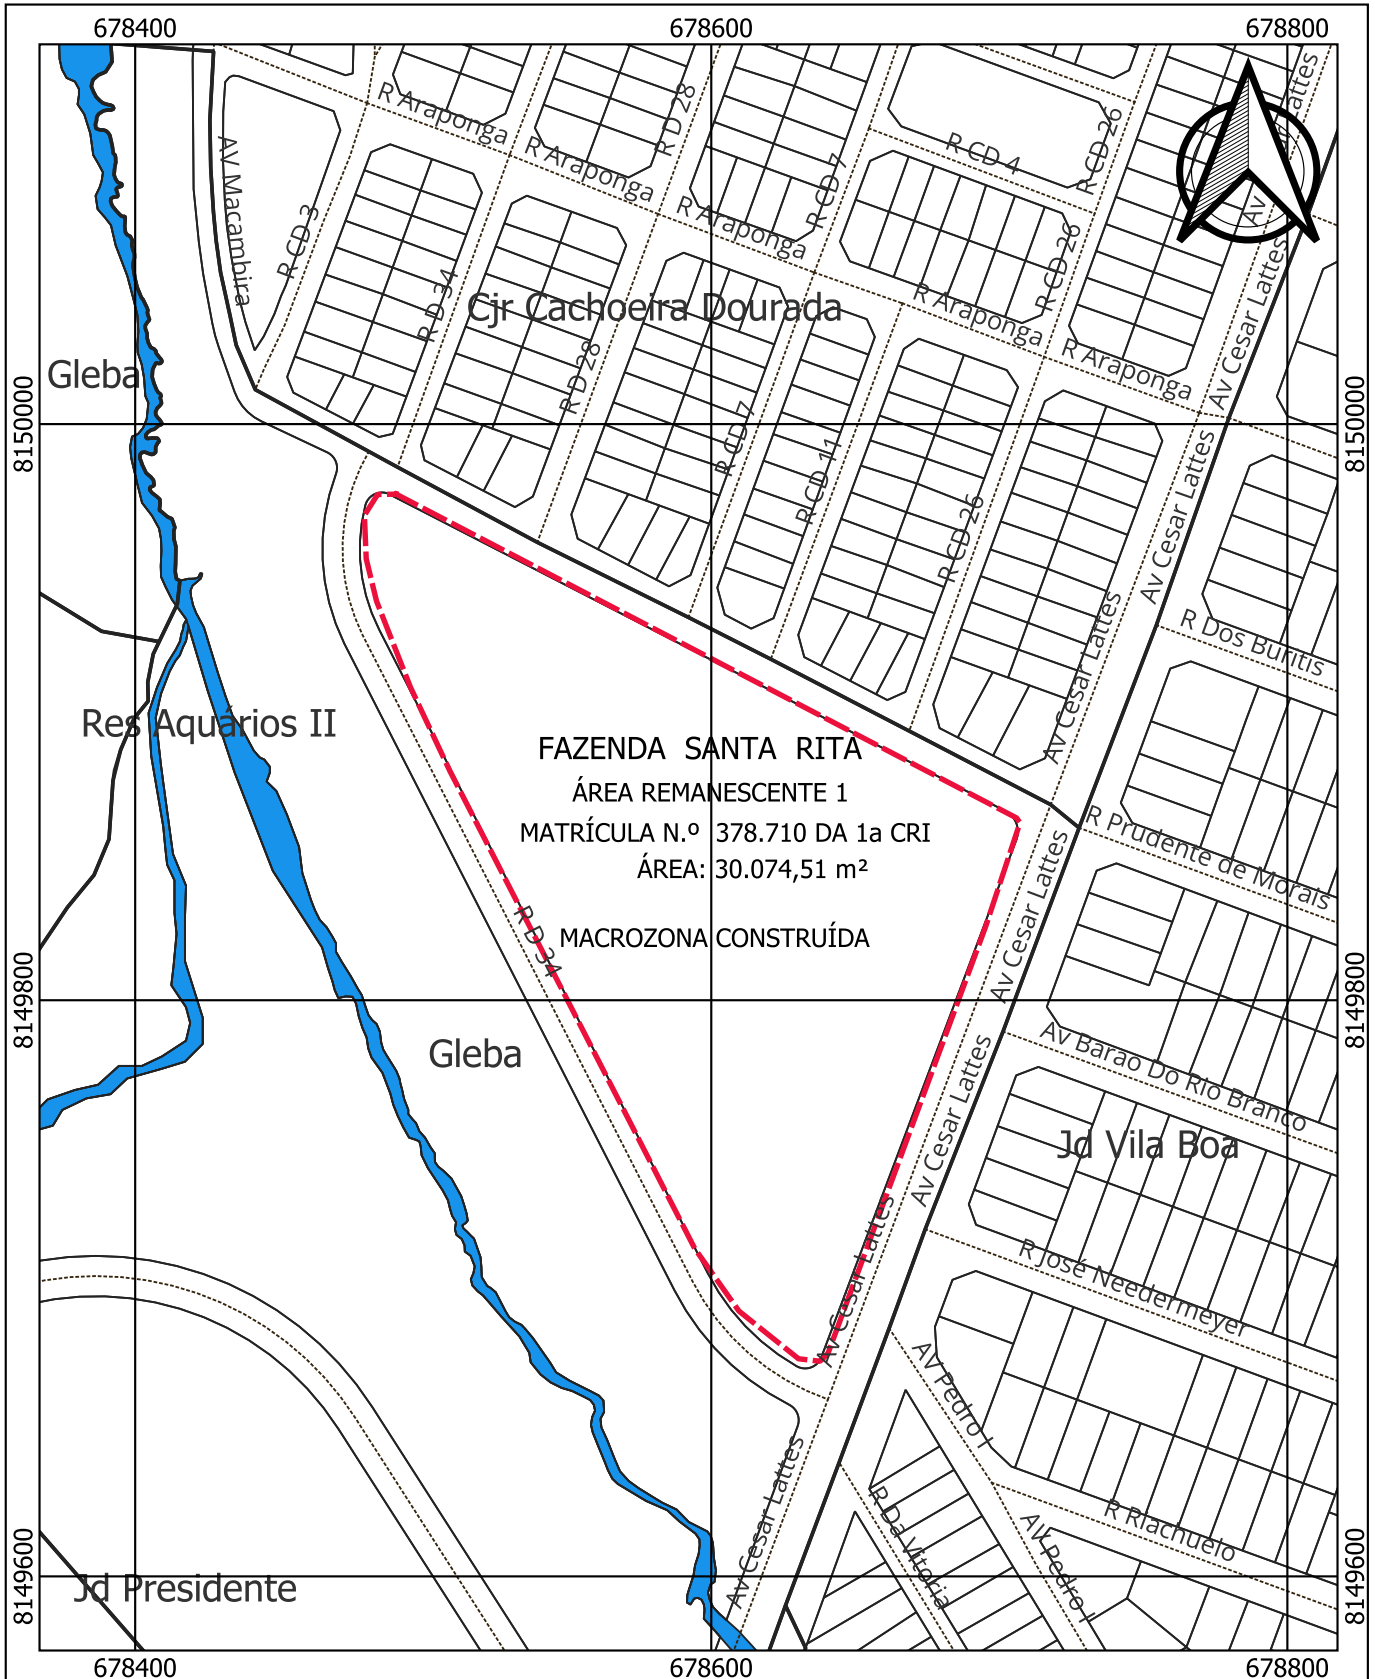 678400
678600
678800
Av Cesar Lattes
R Araponga
R D 28
R CD 26
R CD 4
AV Macambira
R Araponga
R CD 7
R CD 3
R Araponga
R CD 26
Av Cesar Lattes
R D 34
Cjr Cachoeira Dourada
R Araponga
R Araponga
Gleba
R D 28
8150000
8150000
R CD 7
R CD 11
Av Cesar Lattes
R CD 26
R Dos Buritis
Av Cesar Lattes
Res Aquários II
FAZENDA SANTA RITA
ÁREA REMANESCENTE 1
MATRÍCULA N.º 378.710 DA 1a CRI
ÁREA: 30.074,51 m²
R Prudente de Morais
Av Cesar Lattes
R D 34
MACROZONA CONSTRUÍDA
8149800
8149800
Gleba
Av Barão Do Rio Branco
Av Cesar Lattes
Jd Vila Boa
Av Cesar Lattes
R José Needermeyer
AV Pedro I
Av Cesar Lattes
R Da Vitoria
R Riachuelo
AV Pedro I
8149600
8149600
Jd Presidente
678400
678600
678800